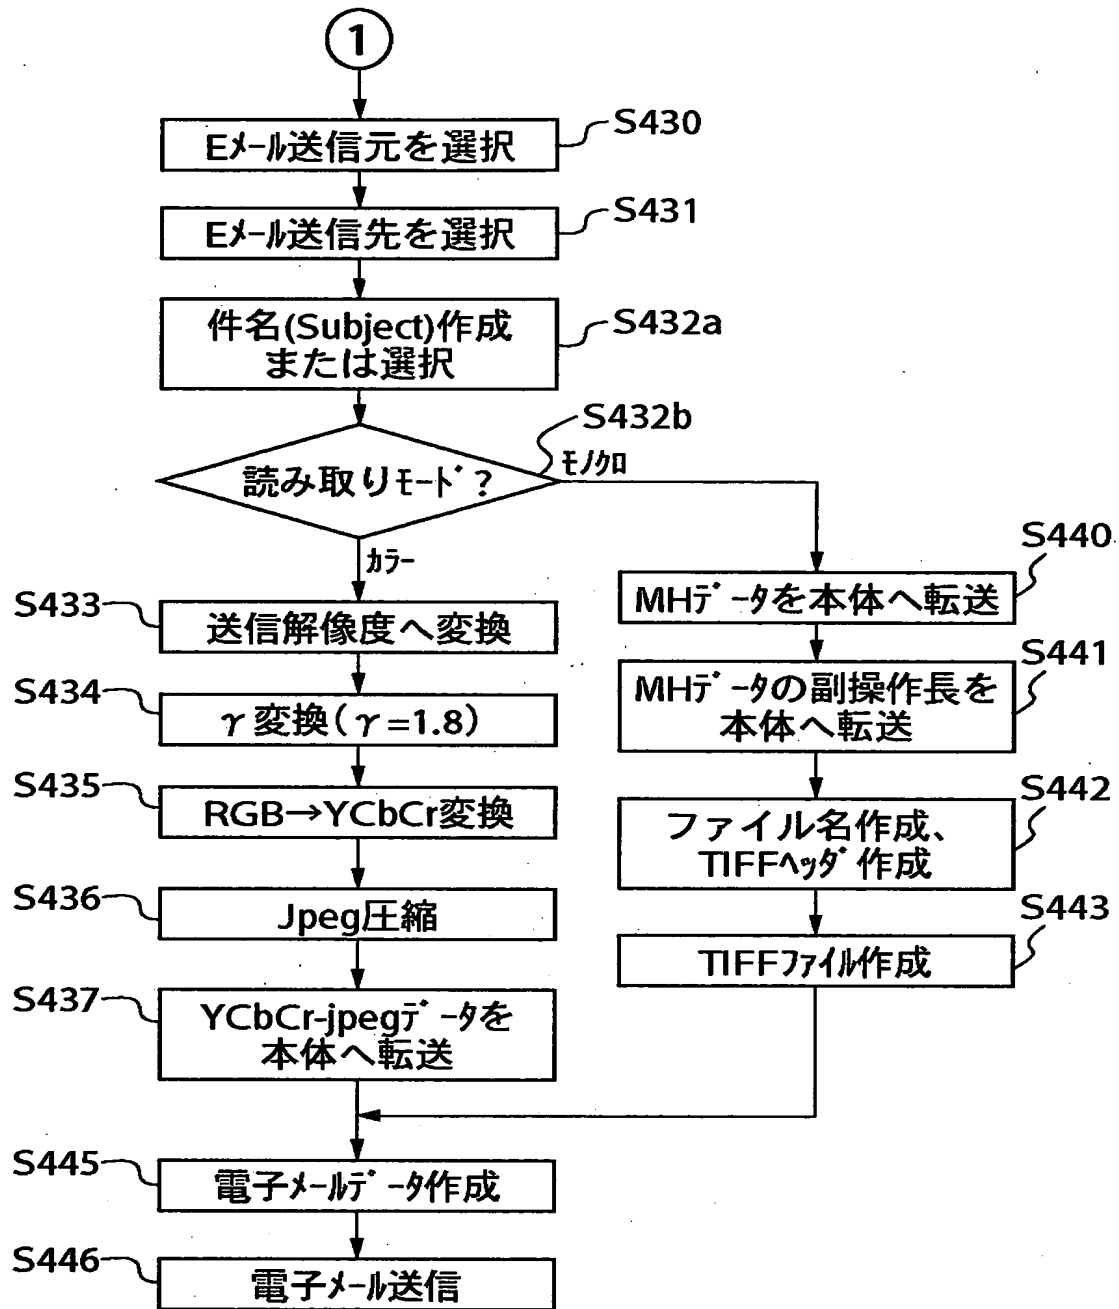 1
Eﾒｰﾙ送信元を選択
S430
Eﾒｰﾙ送信先を選択
S431
件名(Subject)作成
または選択
S432a
S432b
読み取りﾓｰﾄﾞ?
ﾓﾉｸﾛ
ｶﾗｰ
S433
送信解像度へ変換
S434
γ変換(γ=1.8)
S435
RGB→YCbCr変換
S436
Jpeg圧縮
S437
YCbCr-jpegﾃﾞｰﾀを
本体へ転送
S440
MHﾃﾞｰﾀを本体へ転送
S441
MHﾃﾞｰﾀの副操作長を
本体へ転送
S442
ファイル名作成、
TIFFﾍｯﾀﾞ作成
S443
TIFFﾌｧｲﾙ作成
S445
電子ﾒｰﾙﾃﾞｰﾀ作成
S446
電子ﾒｰﾙ送信